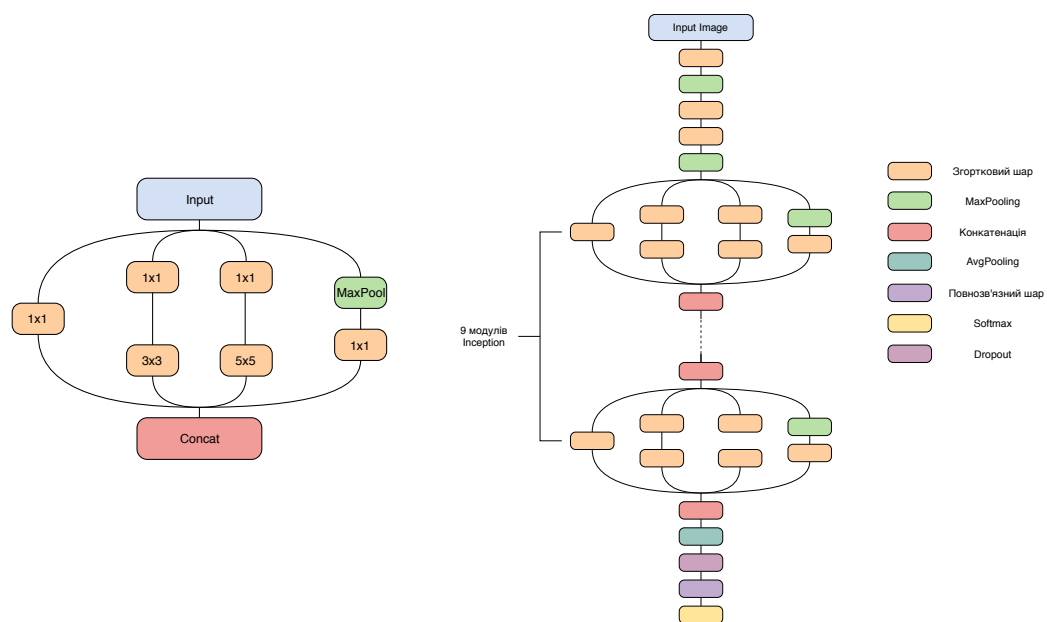 Input
1x1
1x1
1x1
MaxPool
3x3
5x5
1x1
Concat
Input Image
9 модулів
Inception
Згортковий шар
MaxPooling
Конкатенація
AvgPooling
Повнозв'язний шар
Softmax
Dropout